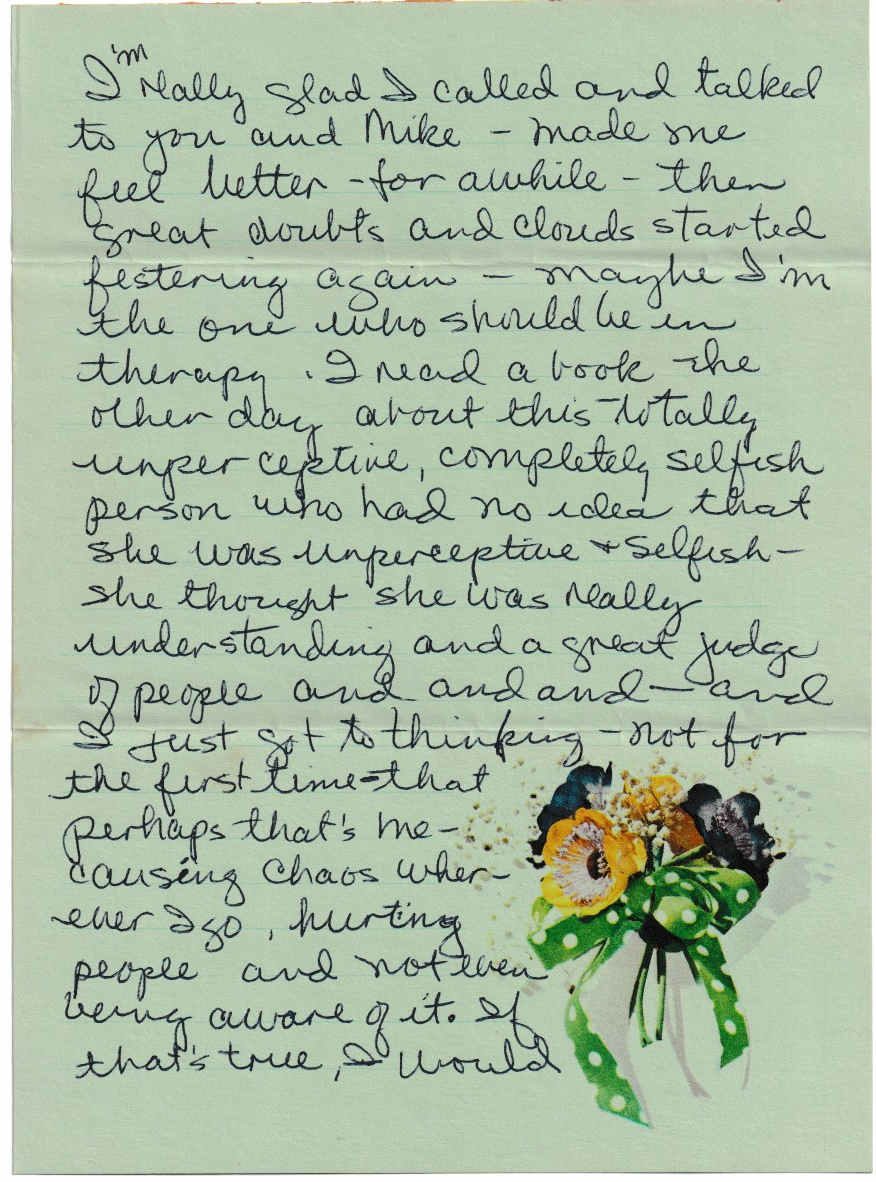 I'm really glad I called and talked
to you and Mike - made me
feel better - for awhile - then
great doubts and clouds started
festering again - maybe I'm
the one who should be in
therapy. I read a book the
other day about this totally
unperceptive, completely selfish
person who had no idea that
she was unperceptive + selfish -
she thought she was really
understanding and a great judge
of people and and and - and
I just got to thinking - not for
the first time - that
perhaps that's me -
causing chaos wher-
ever I go, hurting
people and not even
being aware of it. If
that's true, I would